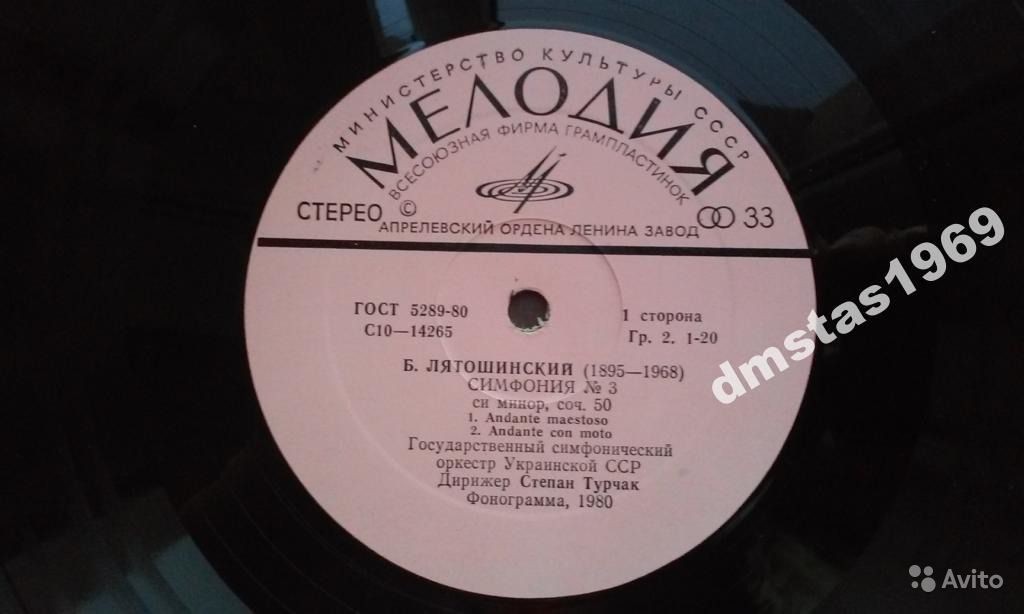 МИНИСТЕРСТВО КУЛЬТУРЫ СССР
МЕЛОДИЯ
ВСЕСОЮЗНАЯ ФИРМА ГРАМПЛАСТИНОК
СТЕРЕО © 33
АПРЕЛЕВСКИЙ ОРДЕНА ЛЕНИНА ЗАВОД
ГОСТ 5289-80
С10—14265
1 сторона
Гр. 2. 1-20
Б. ЛЯТОШИНСКИЙ (1895—1968)
СИМФОНИЯ № 3
си минор, соч. 50
1. Andante maestoso
2. Andante con moto
Государственный симфонический
оркестр Украинской ССР
Дирижер Степан Турчак
Фонограмма, 1980
dmstas1969
Avito